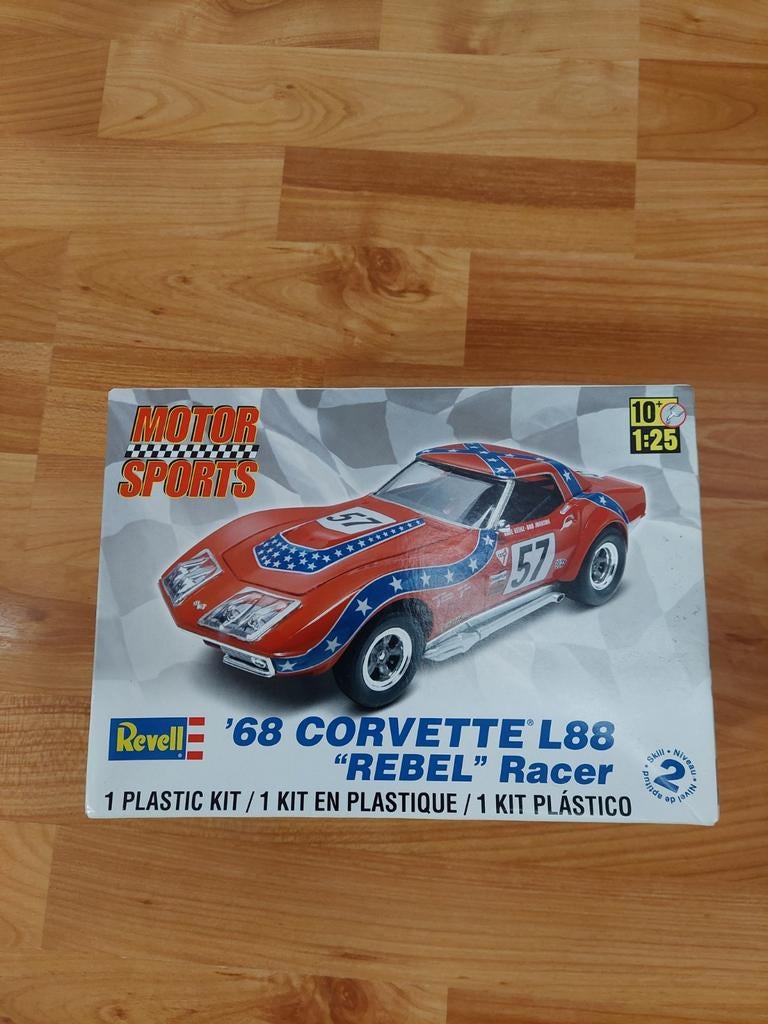 MOTOR
SPORTS
10+
1:25
57
57
Revell
'68 CORVETTE® L88
"REBEL" Racer
1 PLASTIC KIT / 1 KIT EN PLASTIQUE / 1 KIT PLÁSTICO
Skill • Niveau • Nivel de aptitud •
2